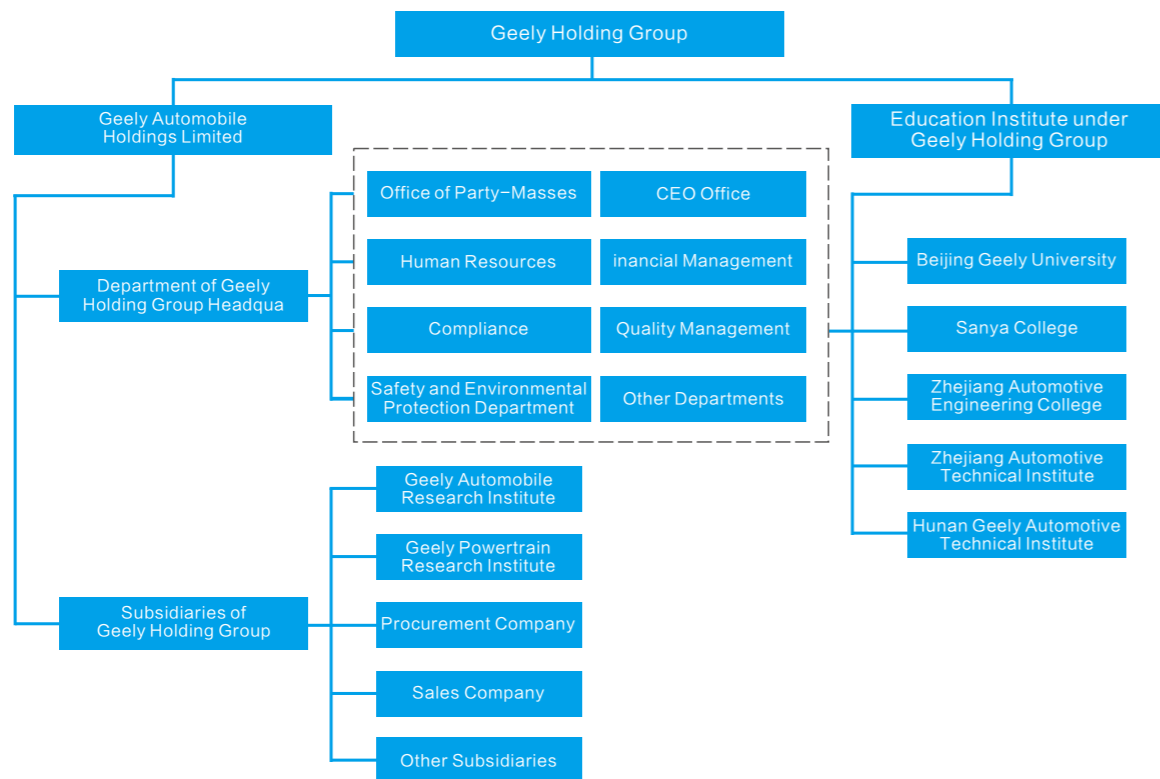 Geely Holding Group
Geely Automobile
Holdings Limited
Education Institute under
Geely Holding Group
Office of Party-Masses
CEO Office
Human Resources
inancial Management
Compliance
Quality Management
Safety and Environmental
Protection Department
Other Departments
Department of Geely
Holding Group Headqua
Beijing Geely University
Sanya College
Zhejiang Automotive
Engineering College
Zhejiang Automotive
Technical Institute
Hunan Geely Automotive
Technical Institute
Subsidiaries of
Geely Holding Group
Geely Automobile
Research Institute
Geely Powertrain
Research Institute
Procurement Company
Sales Company
Other Subsidiaries